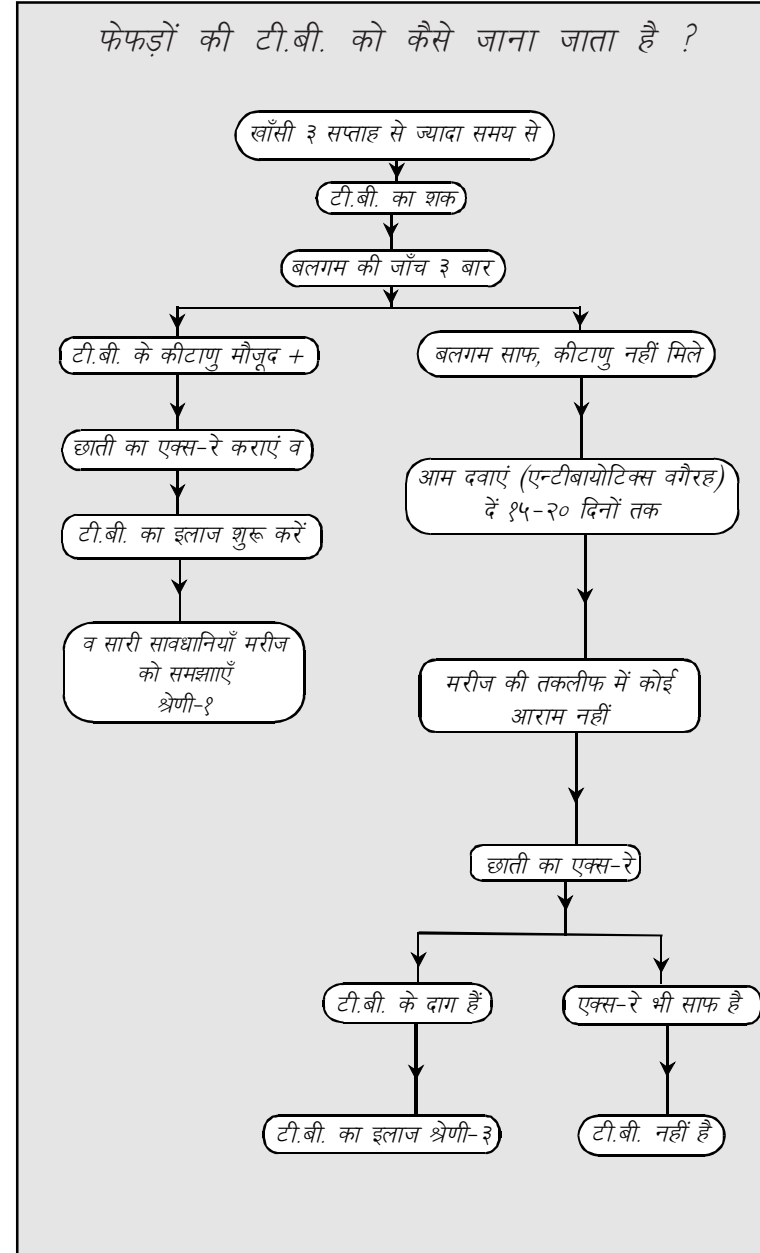 फेफड़ों की टी.बी. को कैसे जाना जाता है ?
खाँसी ३ सप्ताह से ज्यादा समय से
टी.बी. का शक
बलगम की जाँच ३ बार
टी.बी. के कीटाणु मौजूद +
छाती का एक्स-रे कराएं व
टी.बी. का इलाज शुरू करें
व सारी सावधानियाँ मरीज
को समझााएँ
श्रेणी-१
बलगम साफ, कीटाणु नहीं मिले
आम दवाएं (एन्टीबायोटिक्स वगैरह)
दें १५-२० दिनों तक
मरीज की तकलीफ में कोई
आराम नहीं
छाती का एक्स-रे
टी.बी. के दाग हैं
टी.बी. का इलाज श्रेणी-३
एक्स-रे भी साफ है
टी.बी. नहीं है